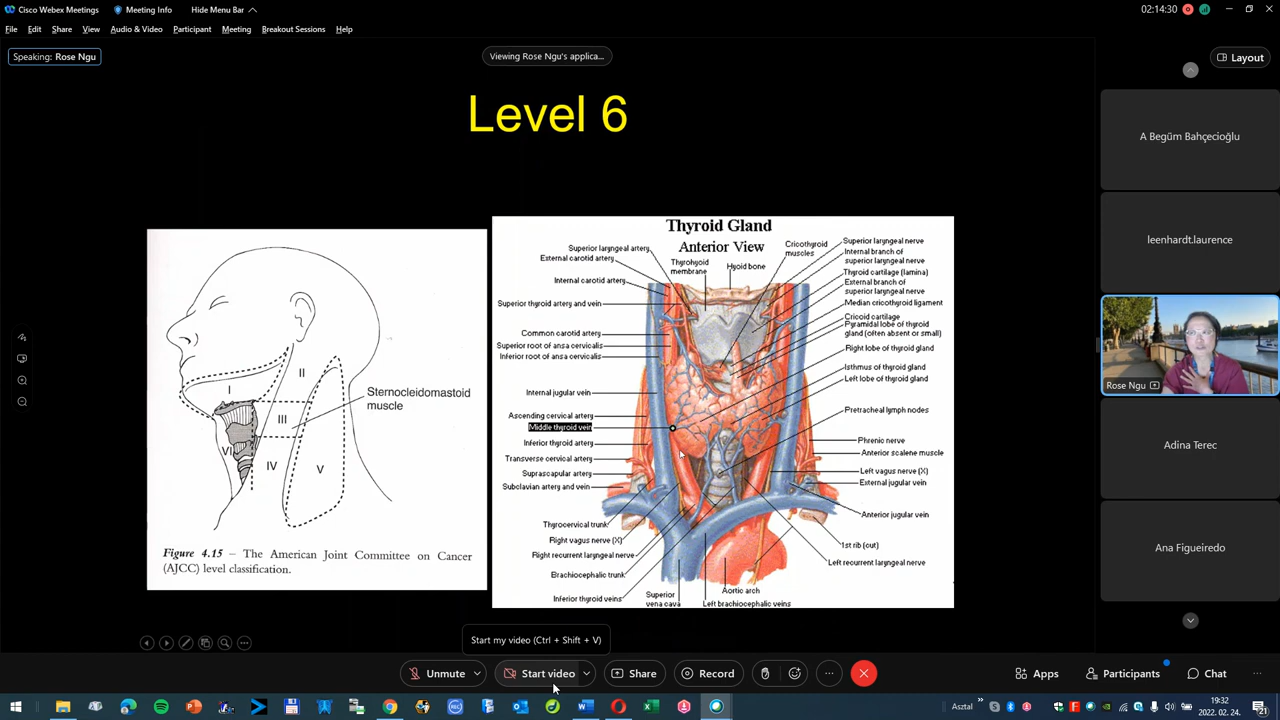 Cisco Webex Meetings
Meeting Info
Hide Menu Bar
02:14:30
File Edit Share View Audio & Video Participant Meeting Breakout Sessions Help
Speaking: Rose Ngu
Viewing Rose Ngu's applica...
Layout
Level 6
I
II
III
IV
V
VI
Sternocleidomastoid
muscle
Figure 4.15 – The American Joint Committee on Cancer
(AJCC) level classification.
Thyroid Gland
Anterior View
Superior laryngeal artery
External carotid artery
Internal carotid artery
Superior thyroid artery and vein
Common carotid artery
Superior root of ansa cervicalis
Inferior root of ansa cervicalis
Internal jugular vein
Ascending cervical artery
Middle thyroid vein
Inferior thyroid artery
Transverse cervical artery
Suprascapular artery
Subclavian artery and vein
Thyrocervical trunk
Right vagus nerve (X)
Right recurrent laryngeal nerve
Brachiocephalic trunk
Inferior thyroid veins
Thyrohyoid
membrane
Hyoid bone
Cricothyroid
muscles
Superior laryngeal nerve
Internal branch of
superior laryngeal nerve
Thyroid cartilage (lamina)
External branch of
superior laryngeal nerve
Median cricothyroid ligament
Cricoid cartilage
Pyramidal lobe of thyroid
gland (often absent or small)
Right lobe of thyroid gland
Isthmus of thyroid gland
Left lobe of thyroid gland
Pretracheal lymph nodes
Phrenic nerve
Anterior scalene muscle
Left vagus nerve (X)
External jugular vein
Anterior jugular vein
1st rib (cut)
Left recurrent laryngeal nerve
Superior
vena cava
Aortic arch
Left brachiocephalic veins
A Begüm Bahçecioğlu
leenhardt.laurence
Rose Ngu
Adina Terec
Ana Figueiredo
Start my video (Ctrl + Shift + V)
Unmute
Start video
Share
Record
Apps
Participants
Chat
Asztal
19:32
2022. 02. 24.